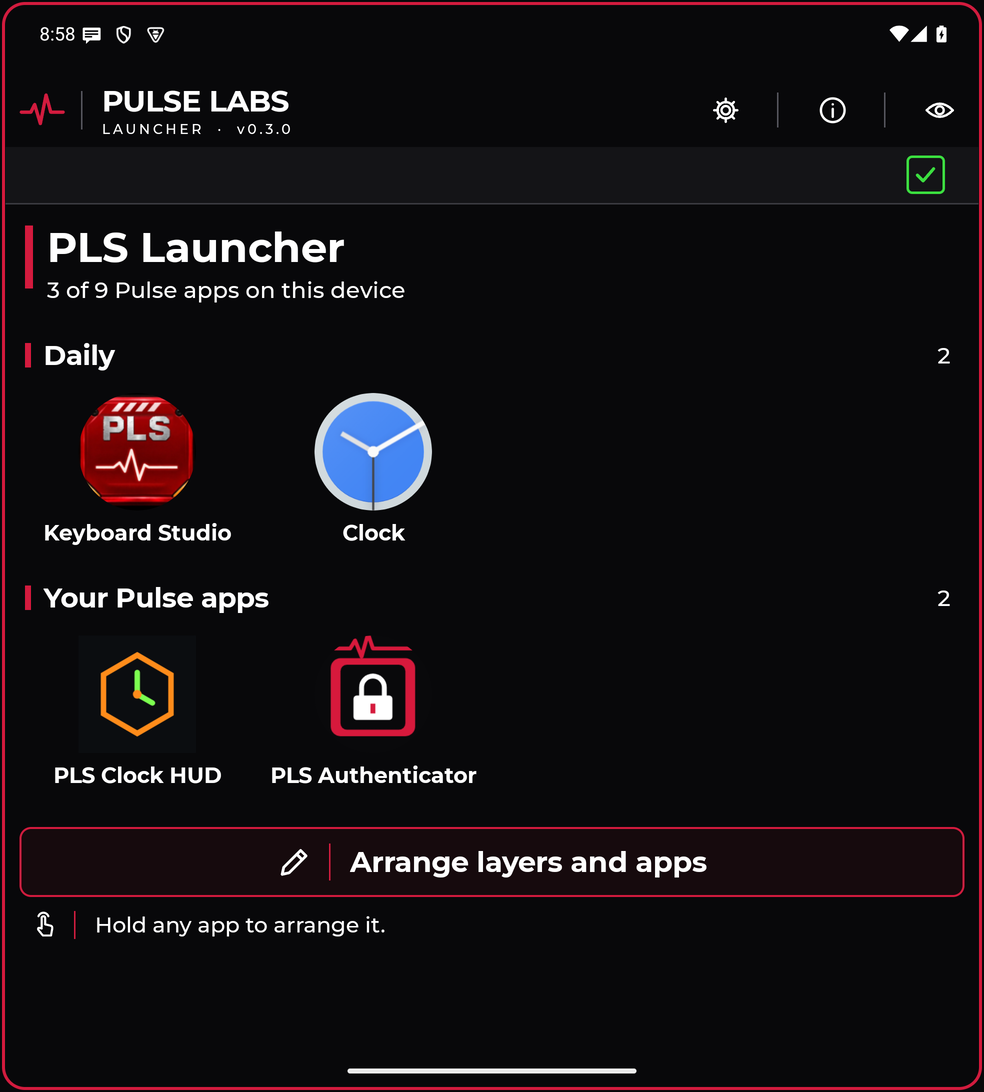 8:58
PULSE LABS
LAUNCHER · v0.3.0
PLS Launcher
3 of 9 Pulse apps on this device
Daily 2
PLS
Keyboard Studio Clock
Your Pulse apps 2
PLS Clock HUD PLS Authenticator
Arrange layers and apps
Hold any app to arrange it.